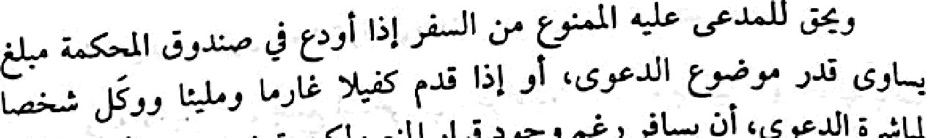 ويحق للمدعى عليه الممنوع من السفر إذا أودع في صندوق المحكمة مبلغ
يساوى قدر موضوع الدعوى، أو إذا قدم كفيلا غارما ومليئا ووكَل شخصا
لمباشرة الدعوى، أن يسافر رغم وجود قرار المنع